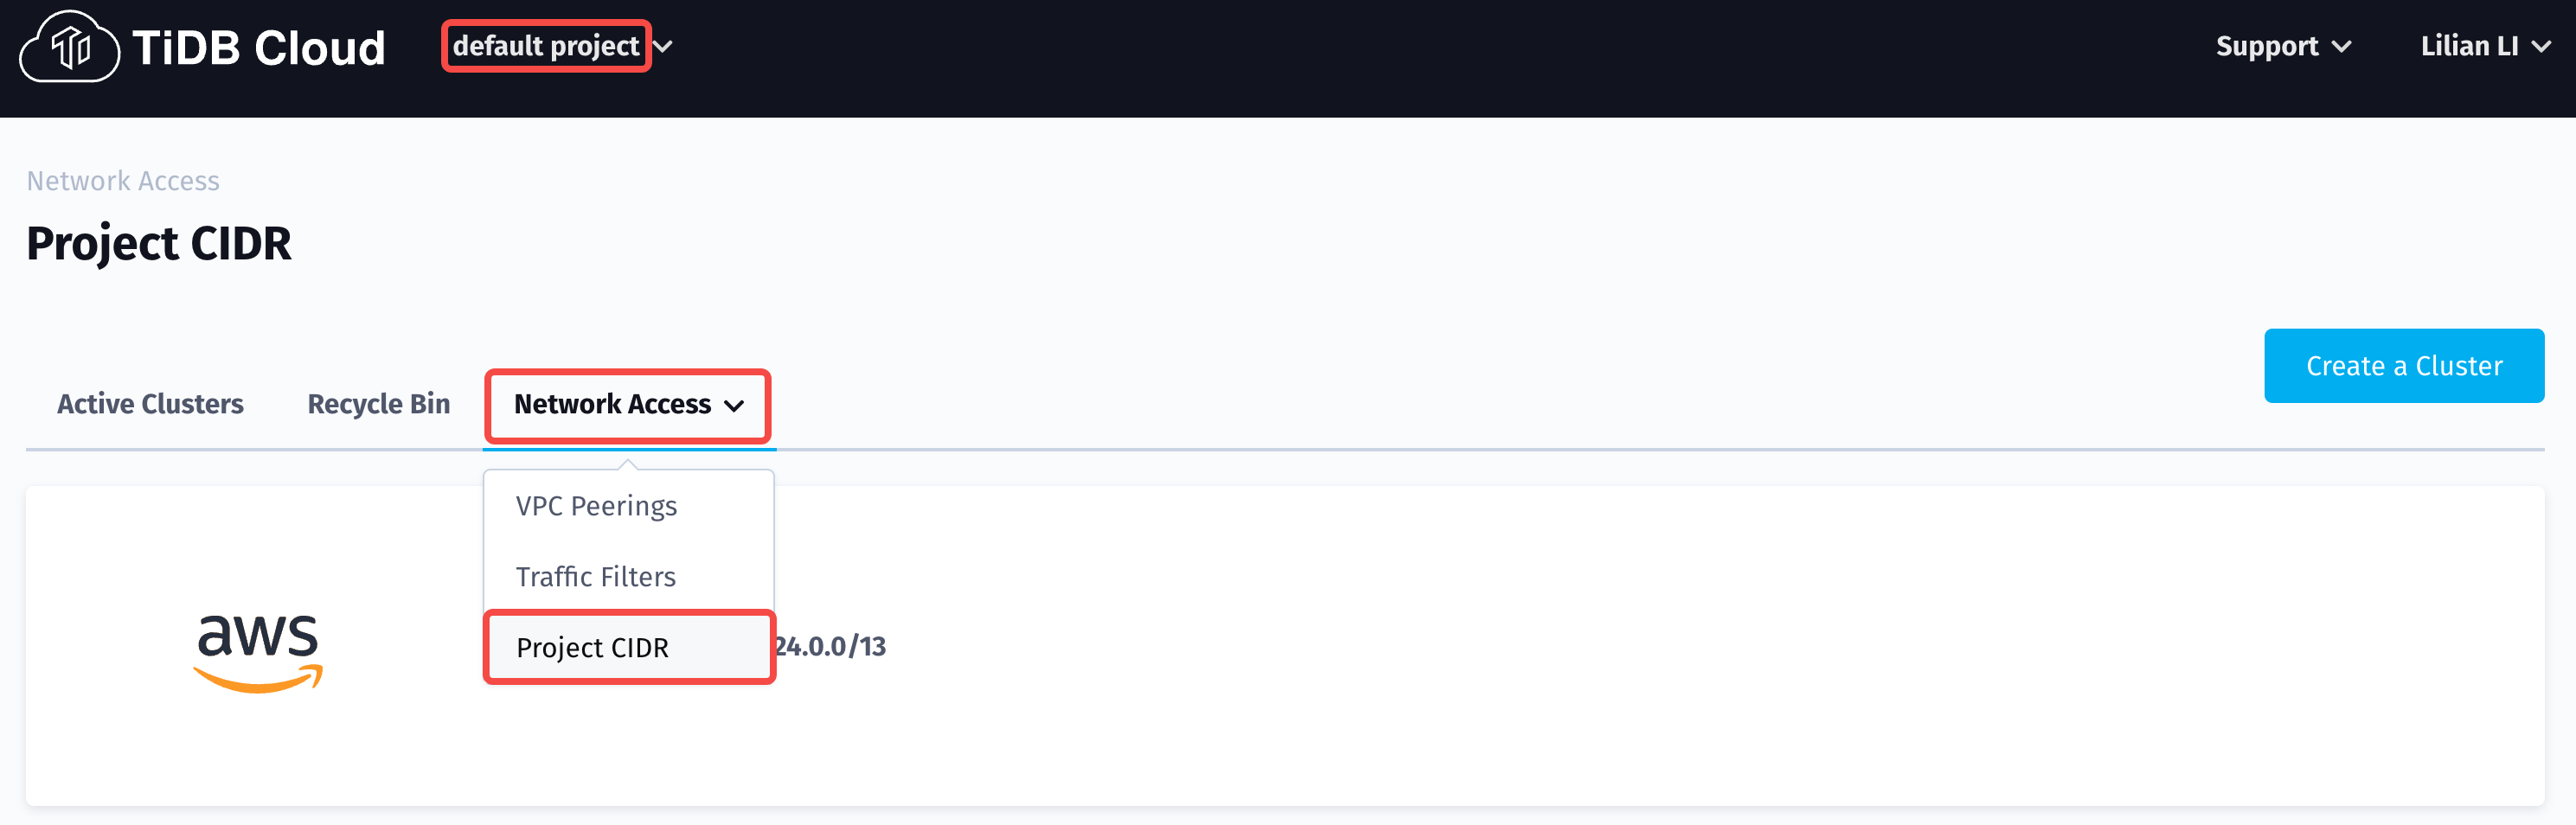 TiDB Cloud default project Support Lilian LI
Network Access
Project CIDR
Create a Cluster
Active Clusters Recycle Bin Network Access
VPC Peerings
Traffic Filters
aws Project CIDR 24.0.0/13